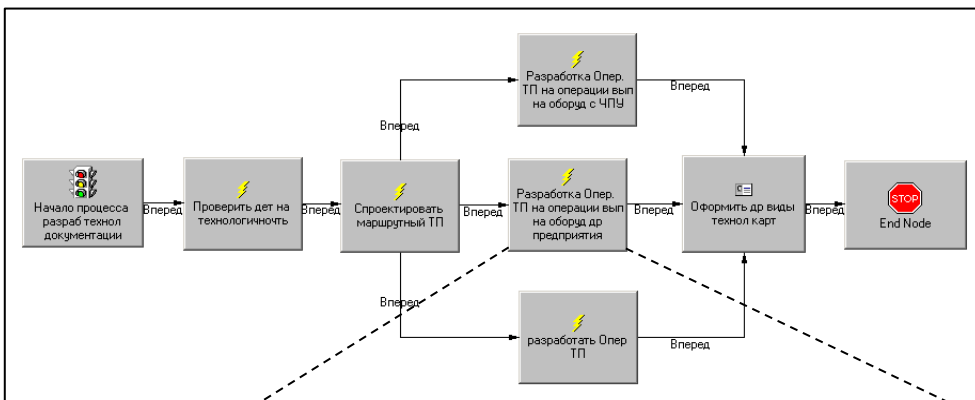 Разработка Опер.
ТП на операции вып
на оборуд с ЧПУ
Вперед
Вперед
Начало процесса
разраб технол
документации
Вперед
Проверить дет на
технологичночть
Вперед
Спроектировать
маршрутный ТП
Вперед
Разработка Опер.
ТП на операции вып
на оборуд др
предприятия
Вперед
Оформить др виды
технол карт
Вперед
STOP
End Node
Вперед
разработать Опер
ТП
Вперед